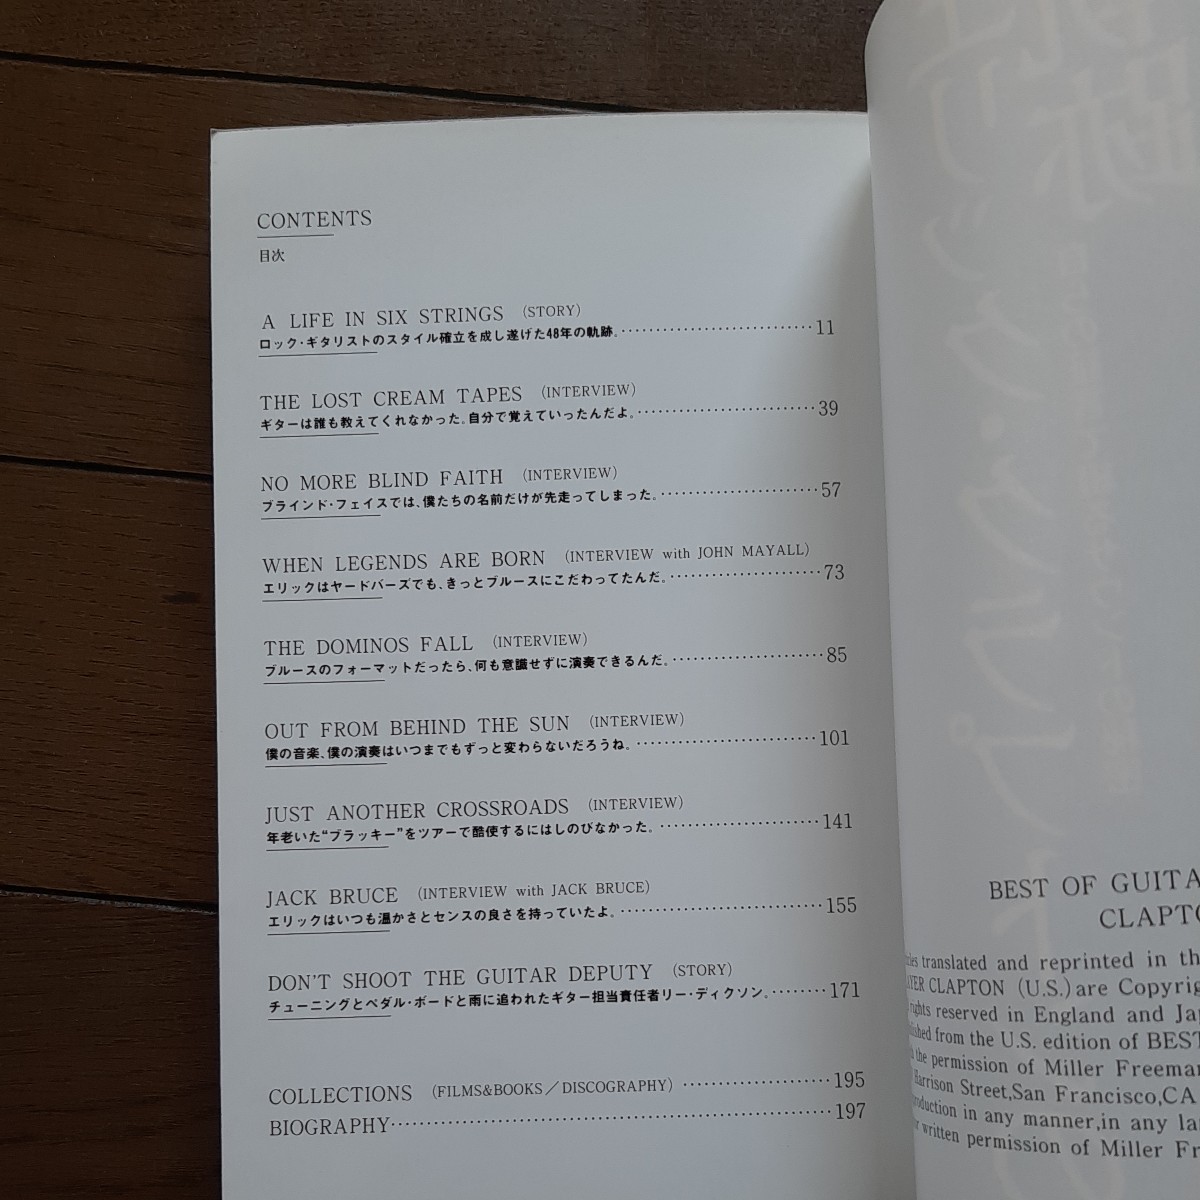 CONTENTS
目次
A LIFE IN SIX STRINGS (STORY)
ロック・ギタリストのスタイル確立を成し遂げた48年の軌跡。 11
THE LOST CREAM TAPES (INTERVIEW)
ギターは誰も教えてくれなかった。自分で覚えていったんだよ。 39
NO MORE BLIND FAITH (INTERVIEW)
ブラインド・フェイスでは、僕たちの名前だけが先走ってしまった。 57
WHEN LEGENDS ARE BORN (INTERVIEW with JOHN MAYALL)
エリックはヤードバーズでも、きっとブルースにこだわってたんだ。 73
THE DOMINOS FALL (INTERVIEW)
ブルースのフォーマットだったら、何も意識せずに演奏できるんだ。 85
OUT FROM BEHIND THE SUN (INTERVIEW)
僕の音楽、僕の演奏はいつまでもずっと変わらないだろうね。 101
JUST ANOTHER CROSSROADS (INTERVIEW)
年老いた“ブラッキー”をツアーで酷使するにはしのびなかった。 141
JACK BRUCE (INTERVIEW with JACK BRUCE)
エリックはいつも温かさとセンスの良さを持っていたよ。 155
DON'T SHOOT THE GUITAR DEPUTY (STORY)
チューニングとペダル・ボードと雨に追われたギター担当責任者リー・ディクソン。 171
COLLECTIONS (FILMS&BOOKS／DISCOGRAPHY) 195
BIOGRAPHY 197
BEST OF GUITA
CLAPTO
translated and reprinted in th
CLAPTON (U.S.) are Copyrig
rights reserved in England and Jap
from the U.S. edition of BEST
the permission of Miller Freeman
Harrison Street,San Francisco,CA
in any manner,in any la
written permission of Miller Fr